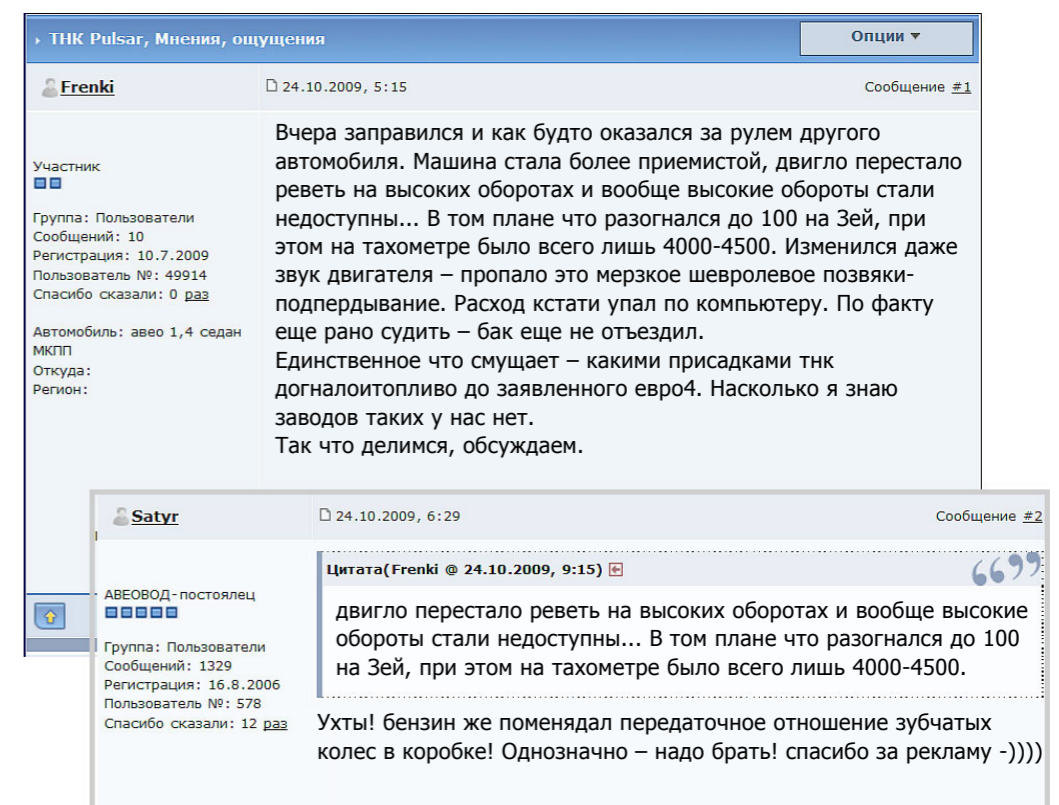 ТНК Pulsar, Мнения, ощущения
Опции
Frenki
24.10.2009, 5:15
Сообщение #1
Участник
Группа: Пользователи
Сообщений: 10
Регистрация: 10.7.2009
Пользователь №: 49914
Спасибо сказали: 0 раз
Автомобиль: авео 1,4 седан
МКПП
Откуда:
Регион:
Вчера заправился и как будто оказался за рулем другого
автомобиля. Машина стала более приемистой, двигло перестало
реветь на высоких оборотах и вообще высокие обороты стали
недоступны... В том плане что разогнался до 100 на 3ей, при
этом на тахометре было всего лишь 4000-4500. Изменился даже
звук двигателя – пропало это мерзкое шевролевое позвяки-
подпердывание. Расход кстати упал по компьютеру. По факту
еще рано судить – бак еще не отъездил.
Единственное что смущает – какими присадками тнк
догналоитопливо до заявленного евро4. Насколько я знаю
заводов таких у нас нет.
Так что делимся, обсуждаем.
Satyr
24.10.2009, 6:29
Сообщение #2
АВЕОВОД-постоялец
Группа: Пользователи
Сообщений: 1329
Регистрация: 16.8.2006
Пользователь №: 578
Спасибо сказали: 12 раз
Цитата(Frenki @ 24.10.2009, 9:15)
двигло перестало реветь на высоких оборотах и вообще высокие
обороты стали недоступны... В том плане что разогнался до 100
на 3ей, при этом на тахометре было всего лишь 4000-4500.
Ухты! бензин же поменядал передаточное отношение зубчатых
колес в коробке! Однозначно – надо брать! спасибо за рекламу -))))